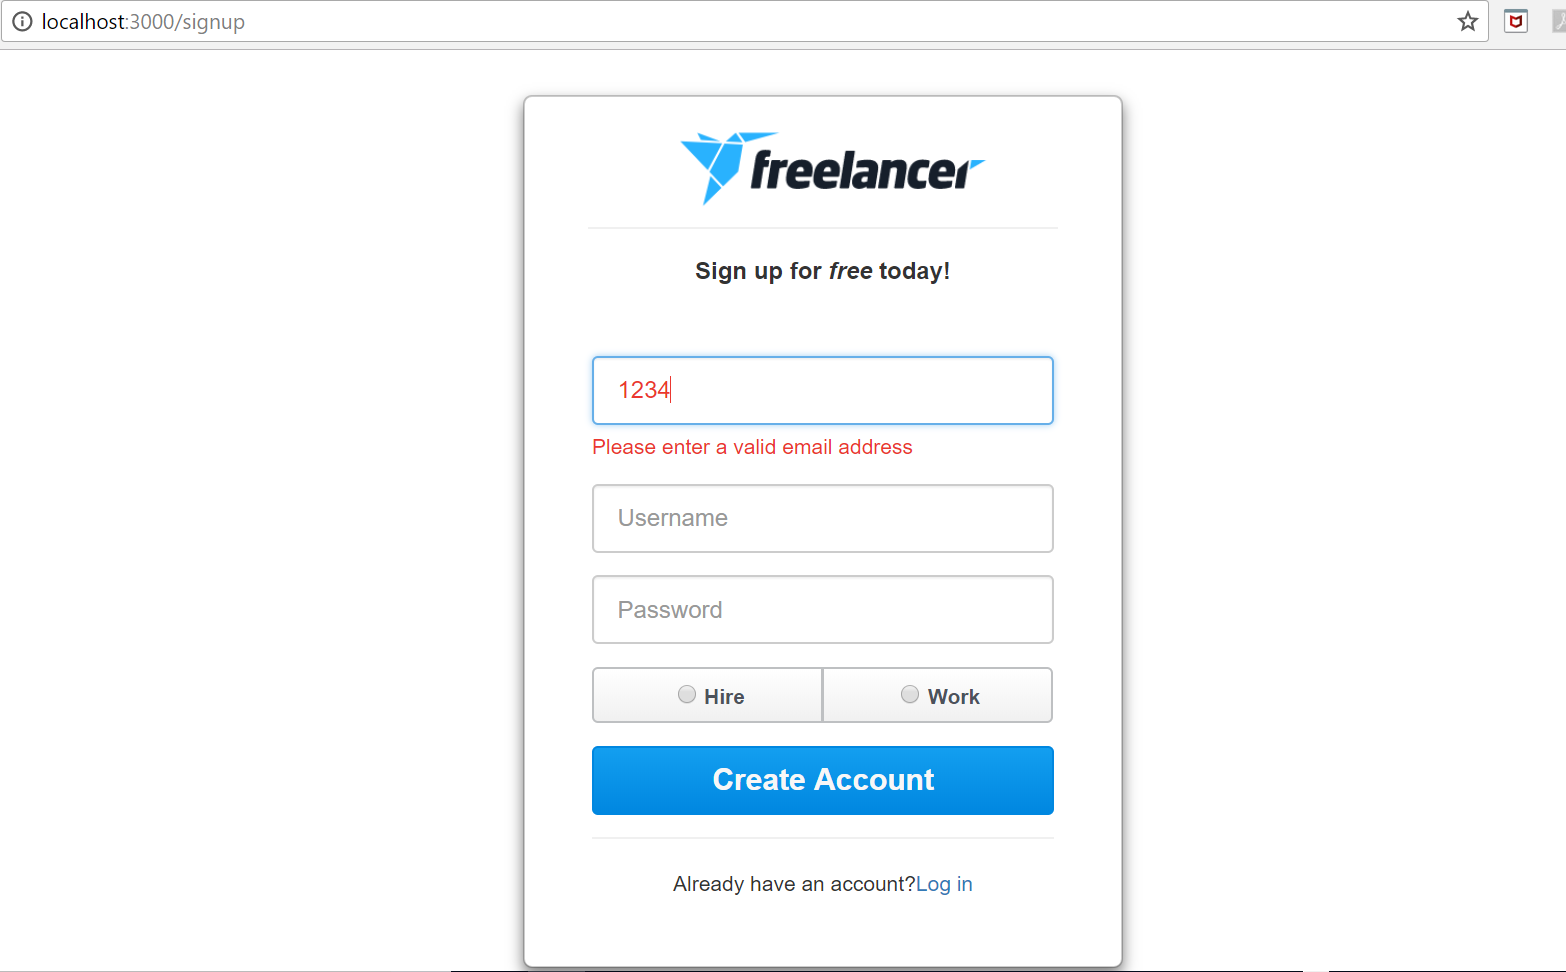 localhost:3000/signup
freelancer
Sign up for free today!
1234
Please enter a valid email address
Username
Password
Hire
Work
Create Account
Already have an account?Log in